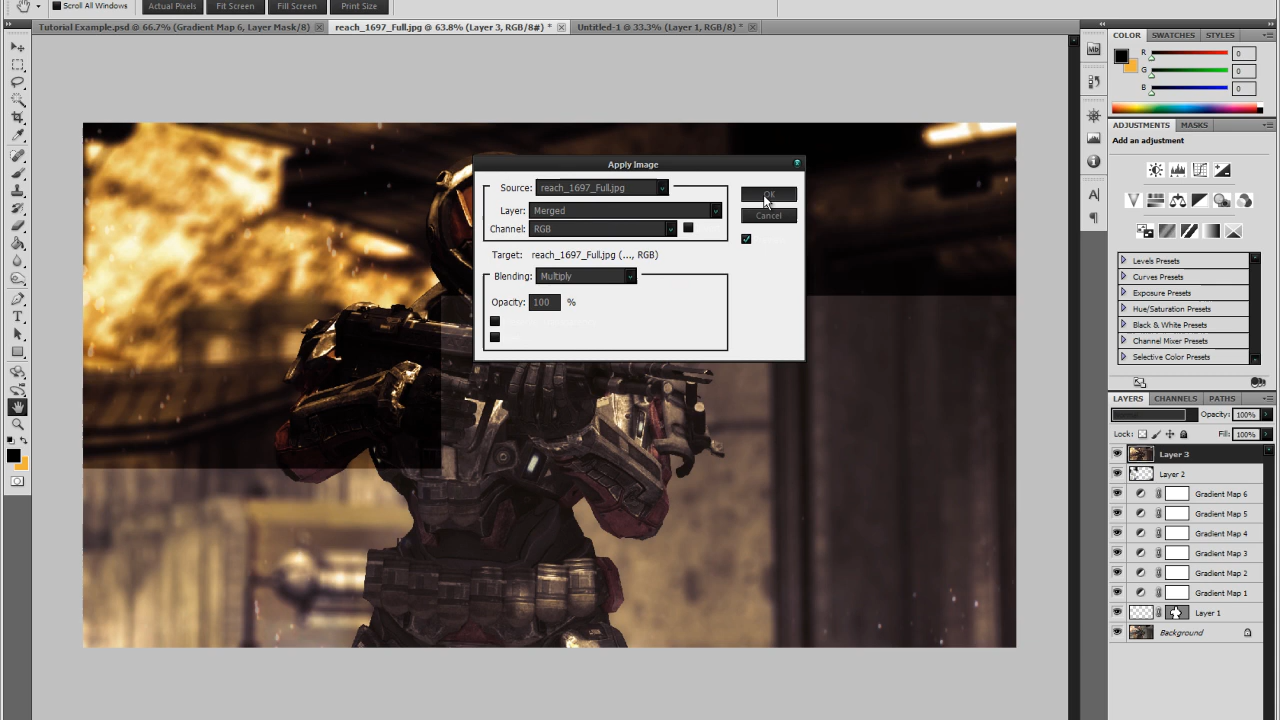 Scroll All Windows Actual Pixels Fit Screen Fill Screen Print Size
Tutorial Example.psd @ 66.7% (Gradient Map 6, Layer Mask/8) reach_1697_Full.jpg @ 63.8% (Layer 3, RGB/8#) * Untitled-1 @ 33.3% (Layer 1, RGB/8) *
Apply Image
Source: reach_1697_Full.jpg
OK
Layer: Merged
Cancel
Channel: RGB
Target: reach_1697_Full.jpg (..., RGB)
Blending: Multiply
Opacity: 100 %
COLOR SWATCHES STYLES
R 0
G 0
B 0
ADJUSTMENTS MASKS
Add an adjustment
Levels Presets
Curves Presets
Exposure Presets
Hue/Saturation Presets
Black & White Presets
Channel Mixer Presets
Selective Color Presets
LAYERS CHANNELS PATHS
Opacity: 100%
Lock: Fill: 100%
Layer 3
Layer 2
Gradient Map 6
Gradient Map 5
Gradient Map 4
Gradient Map 3
Gradient Map 2
Gradient Map 1
Layer 1
Background
Mb
A
T